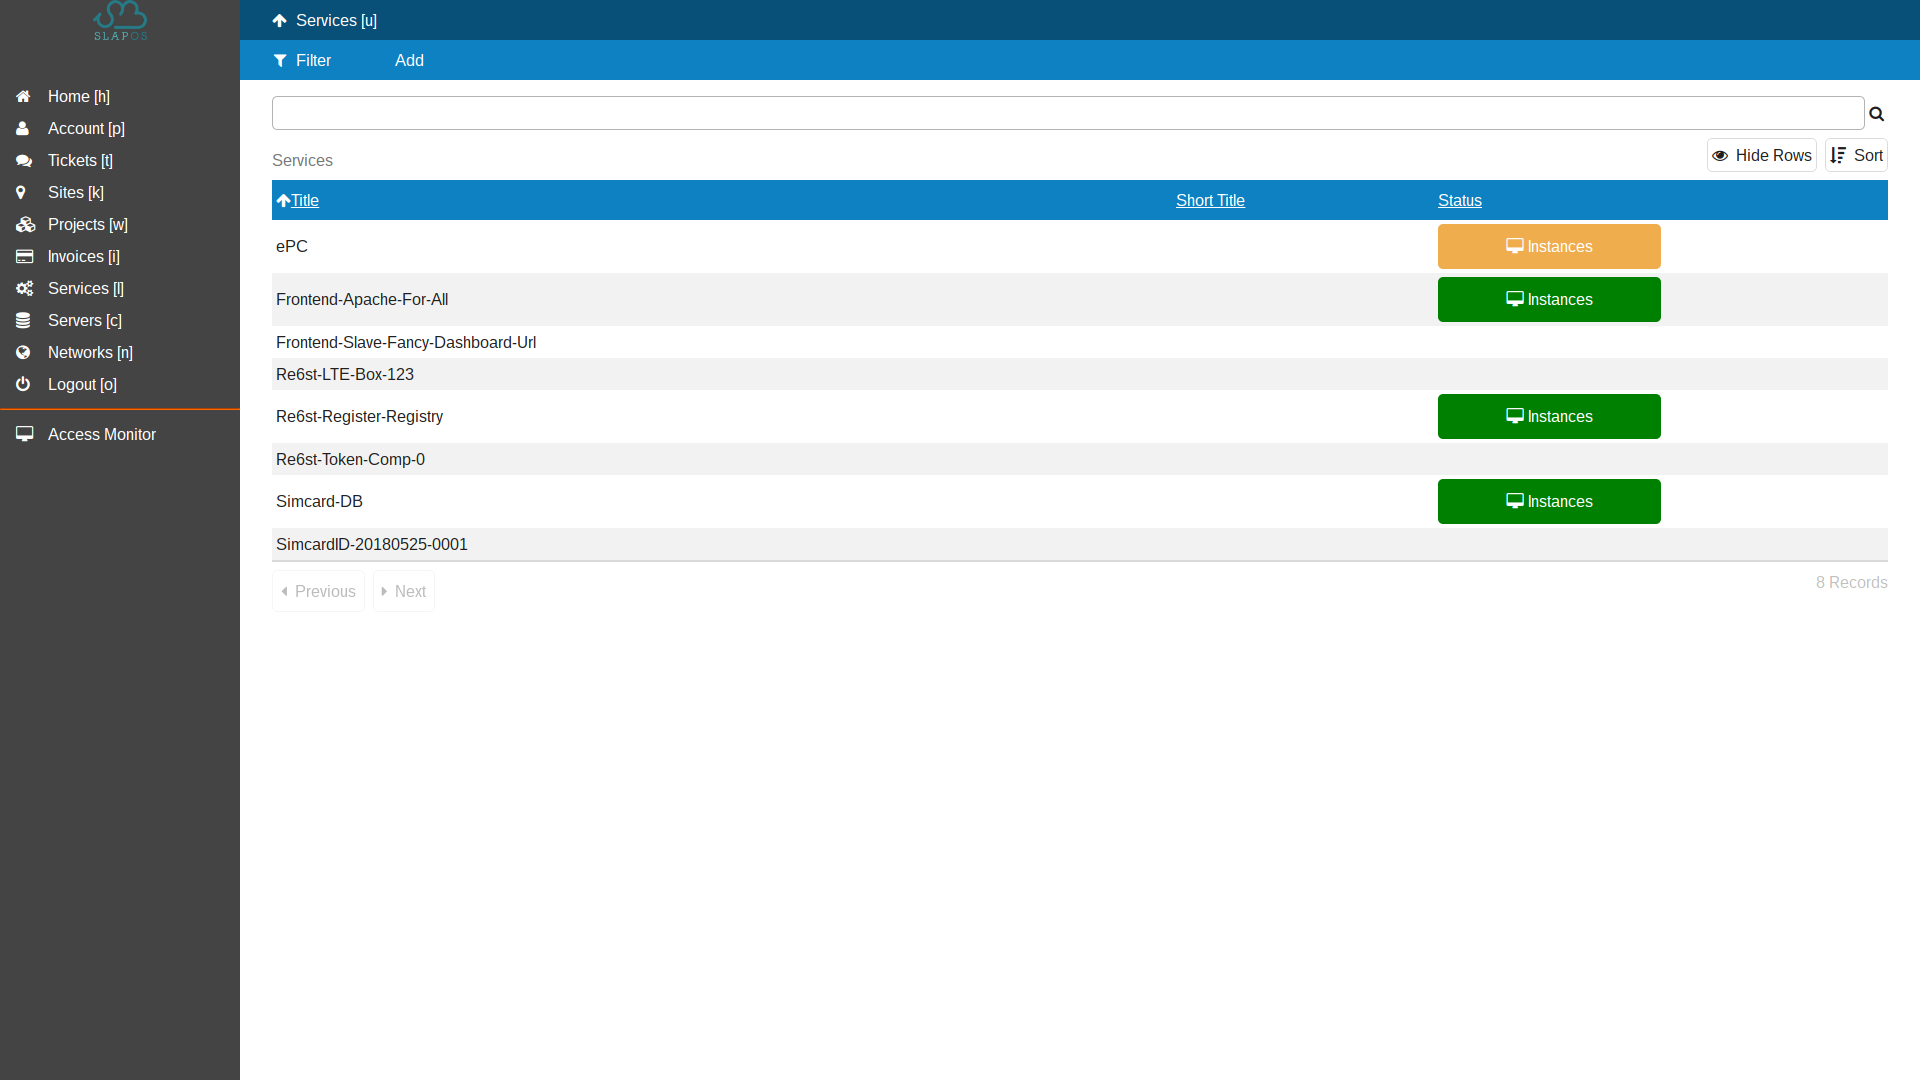 SLAPOS
Home [h]
Account [p]
Tickets [t]
Sites [k]
Projects [w]
Invoices [i]
Services [l]
Servers [c]
Networks [n]
Logout [o]
Access Monitor
Services [u]
Filter Add
Services Hide Rows Sort
Title Short Title Status
ePC Instances
Frontend-Apache-For-All Instances
Frontend-Slave-Fancy-Dashboard-Url
Re6st-LTE-Box-123
Re6st-Register-Registry Instances
Re6st-Token-Comp-0
Simcard-DB Instances
SimcardID-20180525-0001
Previous Next 8 Records